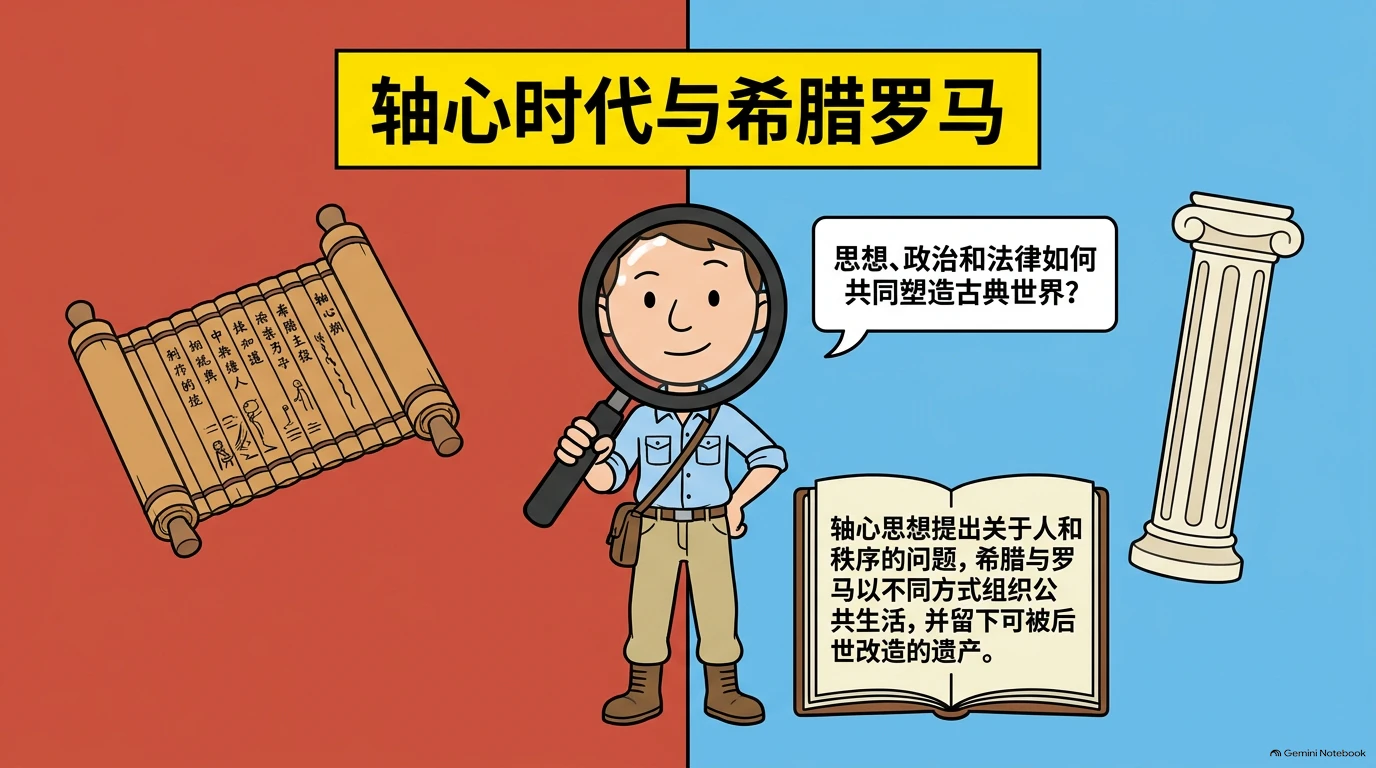 轴心时代与希腊罗马
思想、政治和法律如何
共同塑造古典世界？
轴心思想提出关于人和
秩序的问题，希腊与罗
马以不同方式组织公
共生活，并留下可被后
世改造的遗产。
Gemini Notebook